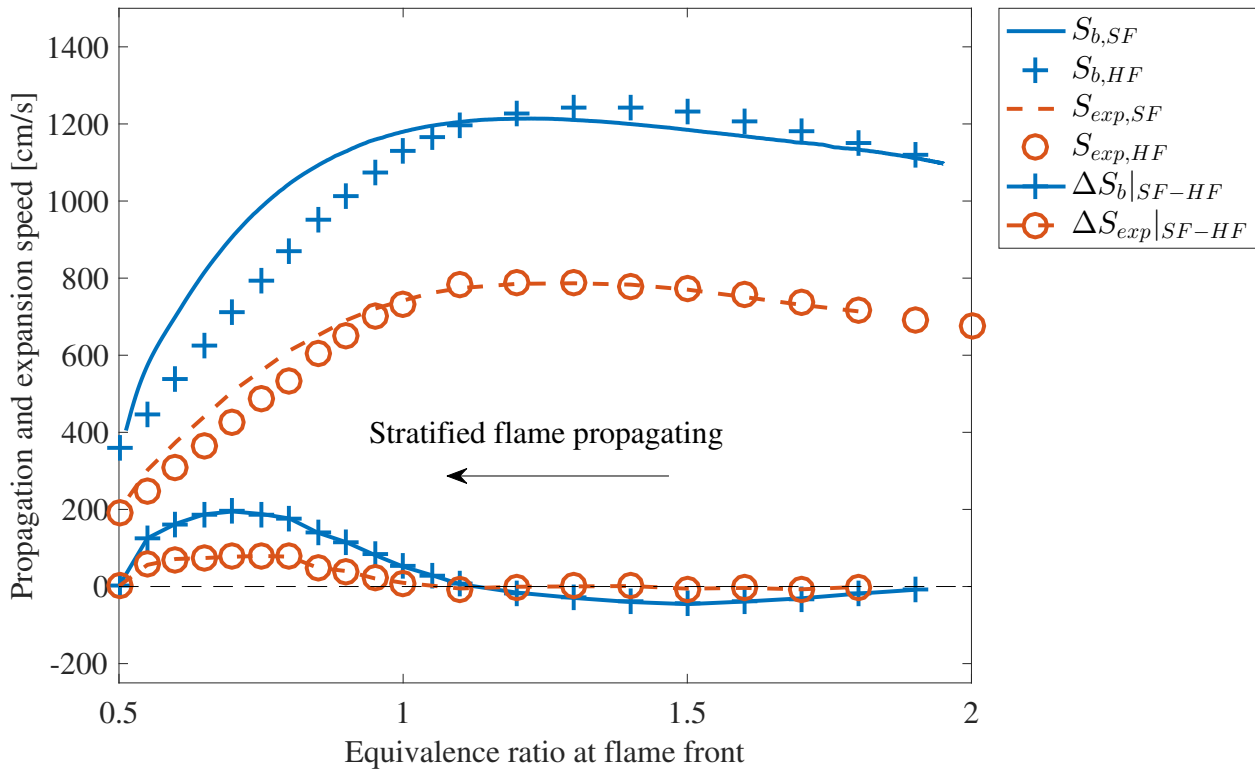 Propagation and expansion speed [cm/s]
1400
1200
1000
800
600
400
200
0
-200
0.5
1
1.5
2
Equivalence ratio at flame front
Stratified flame propagating
S_{b,SF}
S_{b,HF}
S_{exp,SF}
S_{exp,HF}
ΔS_b|_{SF−HF}
ΔS_{exp}|_{SF−HF}